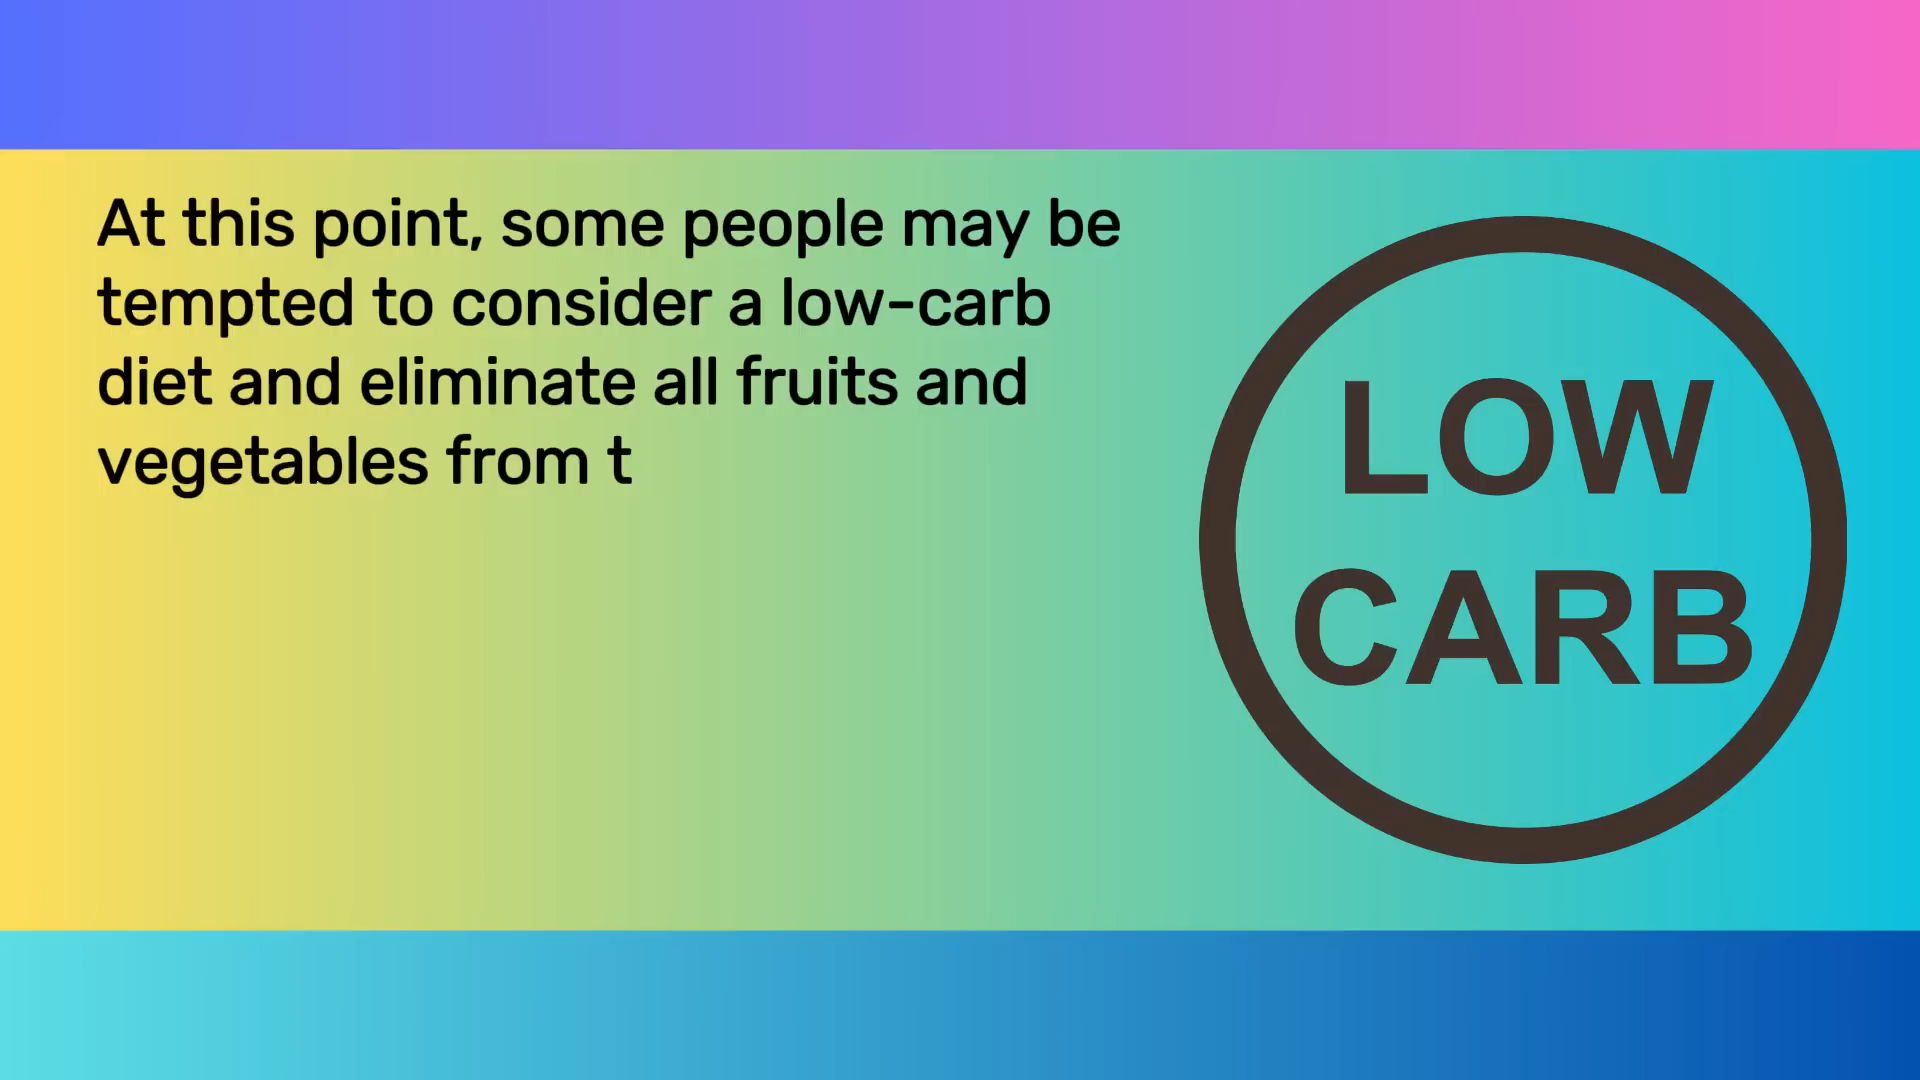 At this point, some people may be
tempted to consider a low-carb
diet and eliminate all fruits and
vegetables from t
LOW
CARB